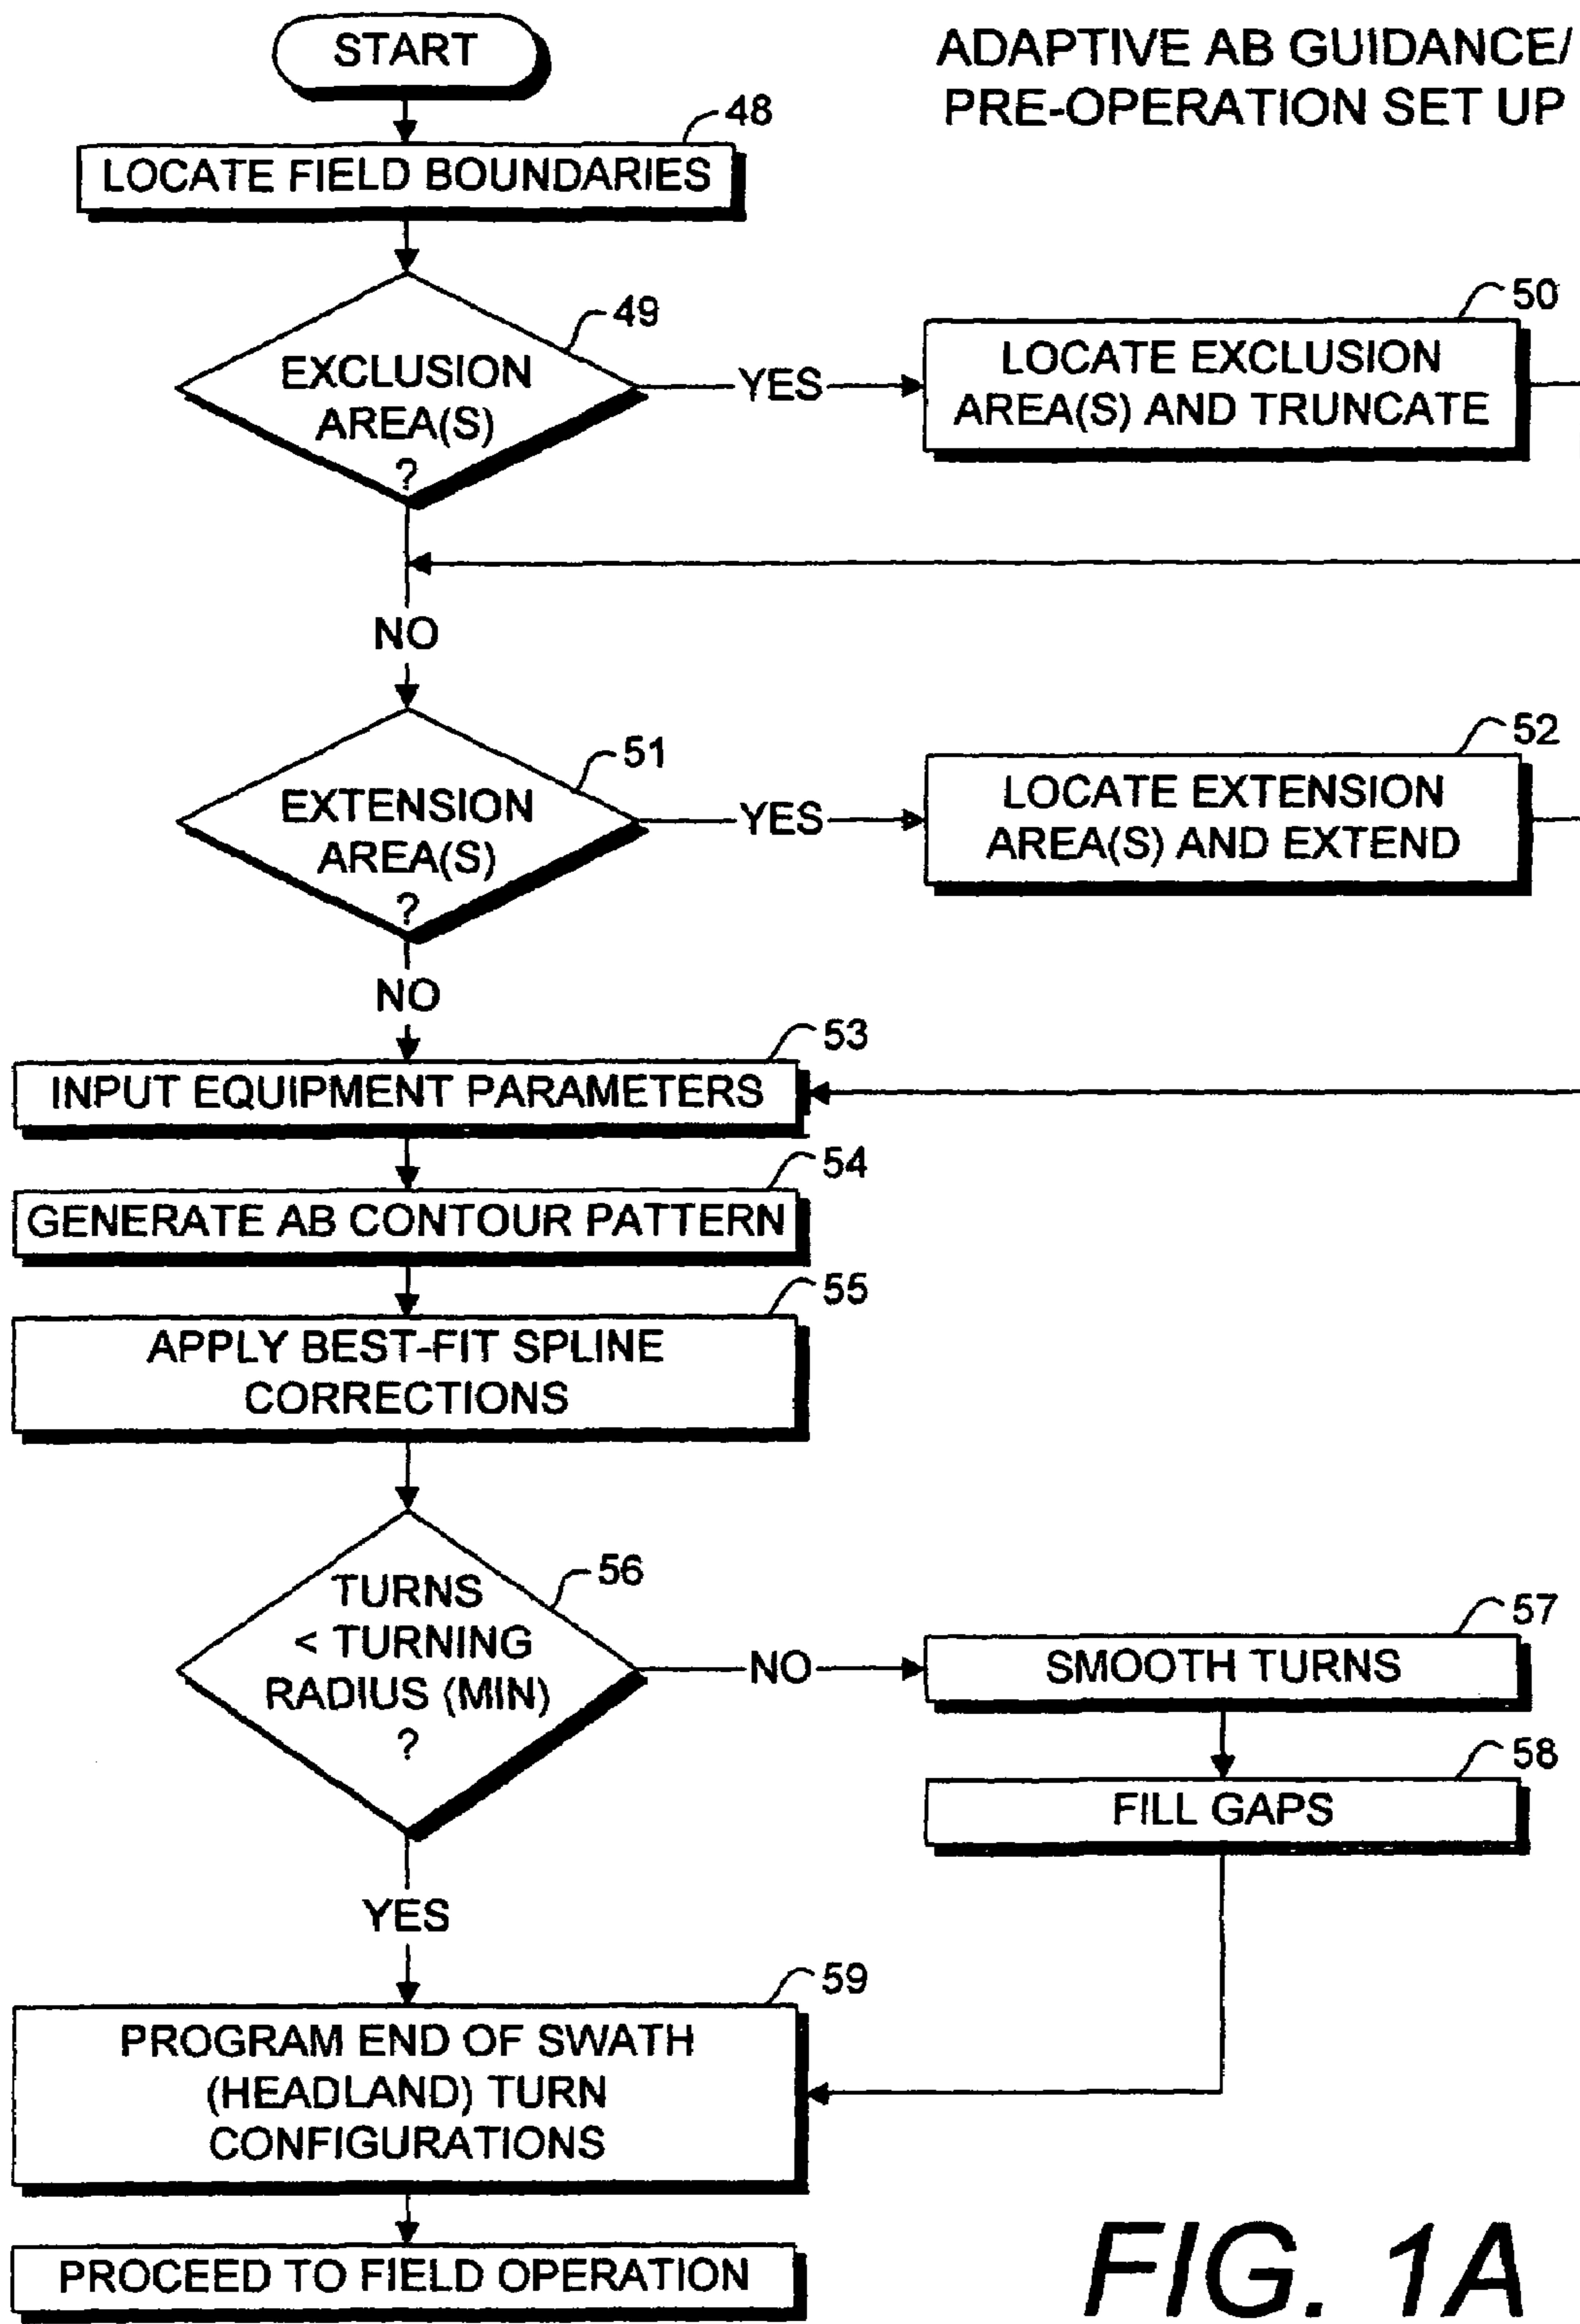 START
ADAPTIVE AB GUIDANCE/
PRE-OPERATION SET UP
48
LOCATE FIELD BOUNDARIES
49
EXCLUSION
AREA(S)
?
YES
50
LOCATE EXCLUSION
AREA(S) AND TRUNCATE
NO
51
EXTENSION
AREA(S)
?
YES
52
LOCATE EXTENSION
AREA(S) AND EXTEND
NO
53
INPUT EQUIPMENT PARAMETERS
54
GENERATE AB CONTOUR PATTERN
55
APPLY BEST-FIT SPLINE
CORRECTIONS
56
TURNS
< TURNING
RADIUS (MIN)
?
NO
57
SMOOTH TURNS
58
FILL GAPS
YES
59
PROGRAM END OF SWATH
(HEADLAND) TURN
CONFIGURATIONS
PROCEED TO FIELD OPERATION
FIG. 1A